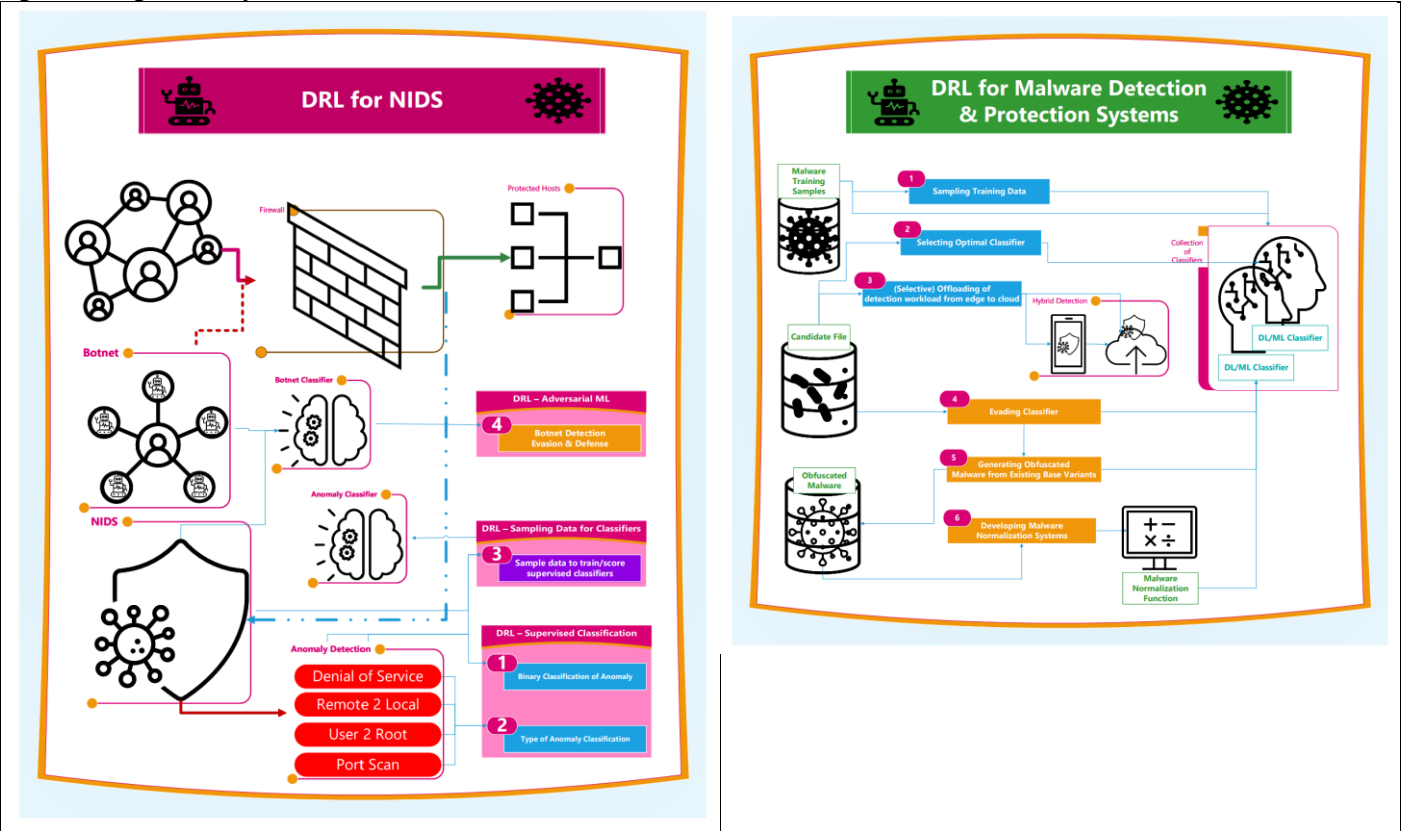 DRL for NIDS
Protected Hosts
Firewall
Botnet
Botnet Classifier
DRL – Adversarial ML
4
Botnet Detection
Evasion & Defense
Anomaly Classifier
NIDS
DRL – Sampling Data for Classifiers
3
Sample data to train/score
supervised classifiers
DRL – Supervised Classification
Anomaly Detection
1
Binary Classification of Anomaly
Denial of Service
Remote 2 Local
2
User 2 Root
Type of Anomaly Classification
Port Scan
DRL for Malware Detection
& Protection Systems
Malware
Training
Samples
1
Sampling Training Data
2
Selecting Optimal Classifier
Collection
of
Classifiers
3
(Selective) Offloading of
detection workload from edge to cloud
Hybrid Detection
Candidate File
DL/ML Classifier
DL/ML Classifier
4
Evading Classifier
5
Generating Obfuscated
Malware from Existing Base Variants
Obfuscated
Malware
6
Developing Malware
Normalization Systems
Malware
Normalization
Function